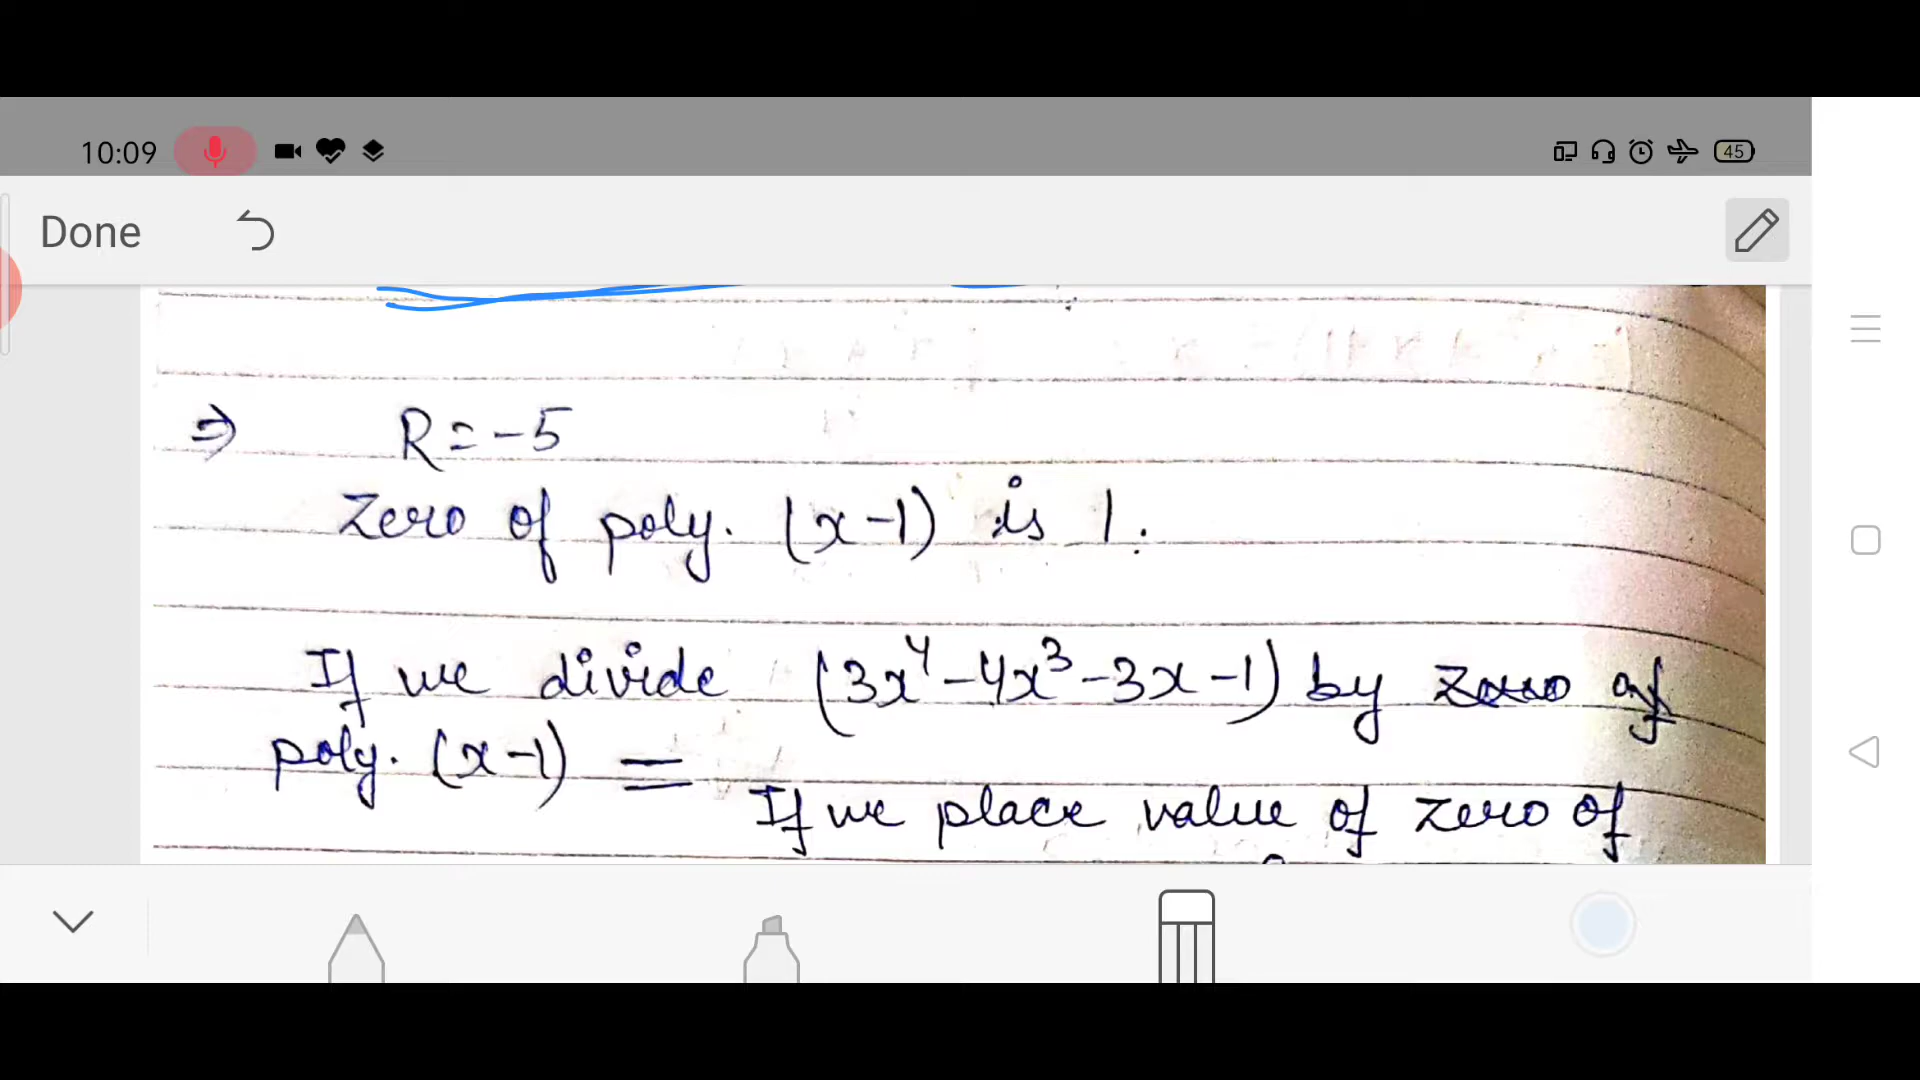 10:09
45
Done
⇒ R = -5
Zero of poly. (x-1) is 1.
If we divide (3x⁴-4x³-3x-1) by zero of
poly. (x-1) =
If we place value of zero of